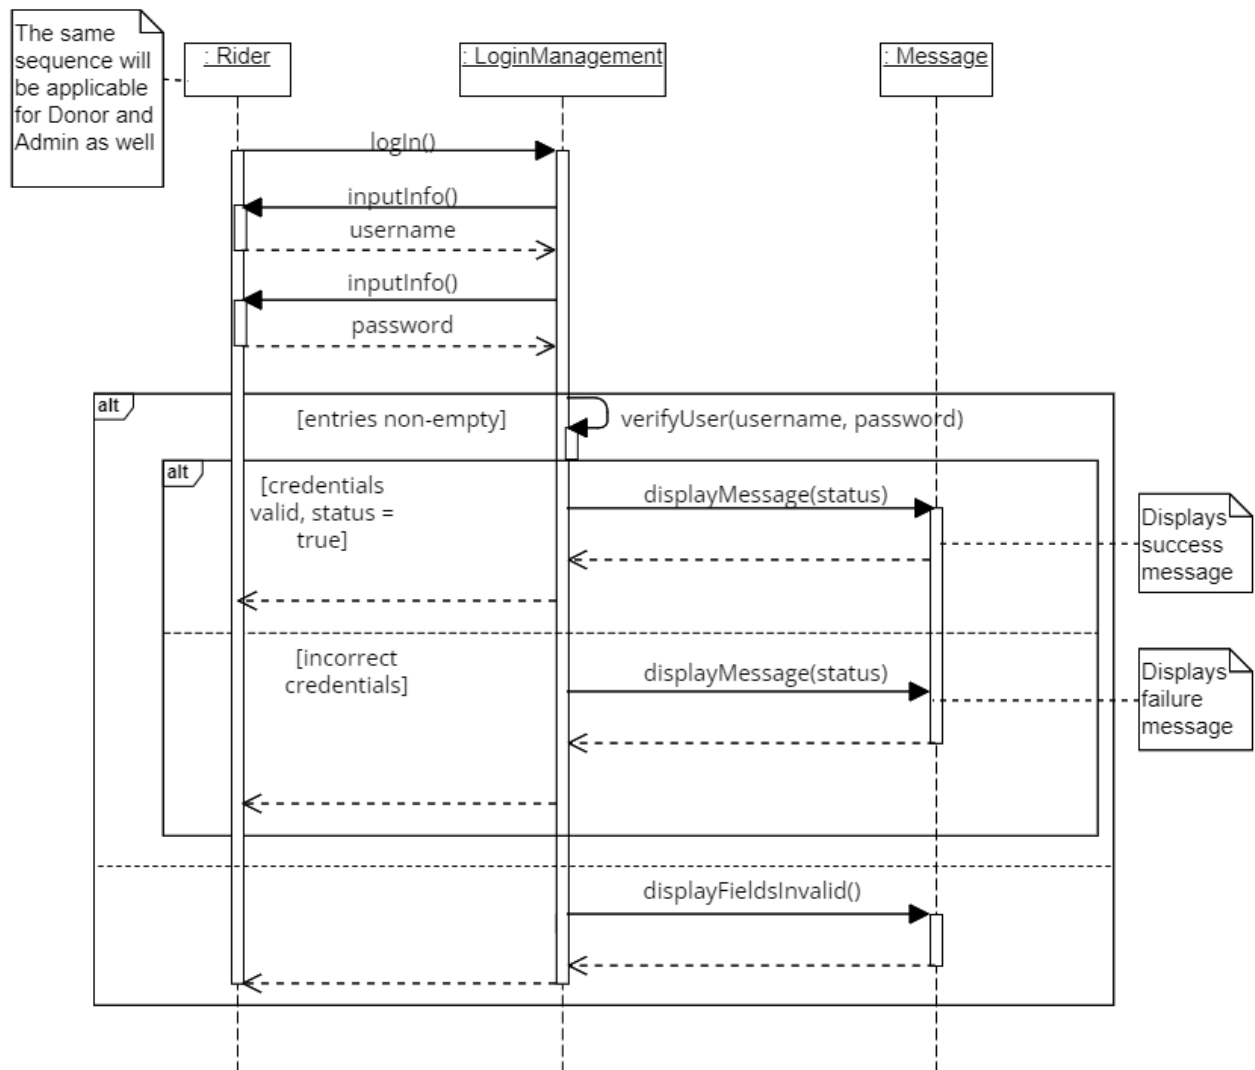 The same
sequence will
be applicable
for Donor and
Admin as well
: Rider
: LoginManagement
: Message
logIn()
inputInfo()
username
inputInfo()
password
alt
[entries non-empty]
verifyUser(username, password)
alt
[credentials
valid, status =
true]
displayMessage(status)
Displays
success
message
[incorrect
credentials]
displayMessage(status)
Displays
failure
message
displayFieldsInvalid()